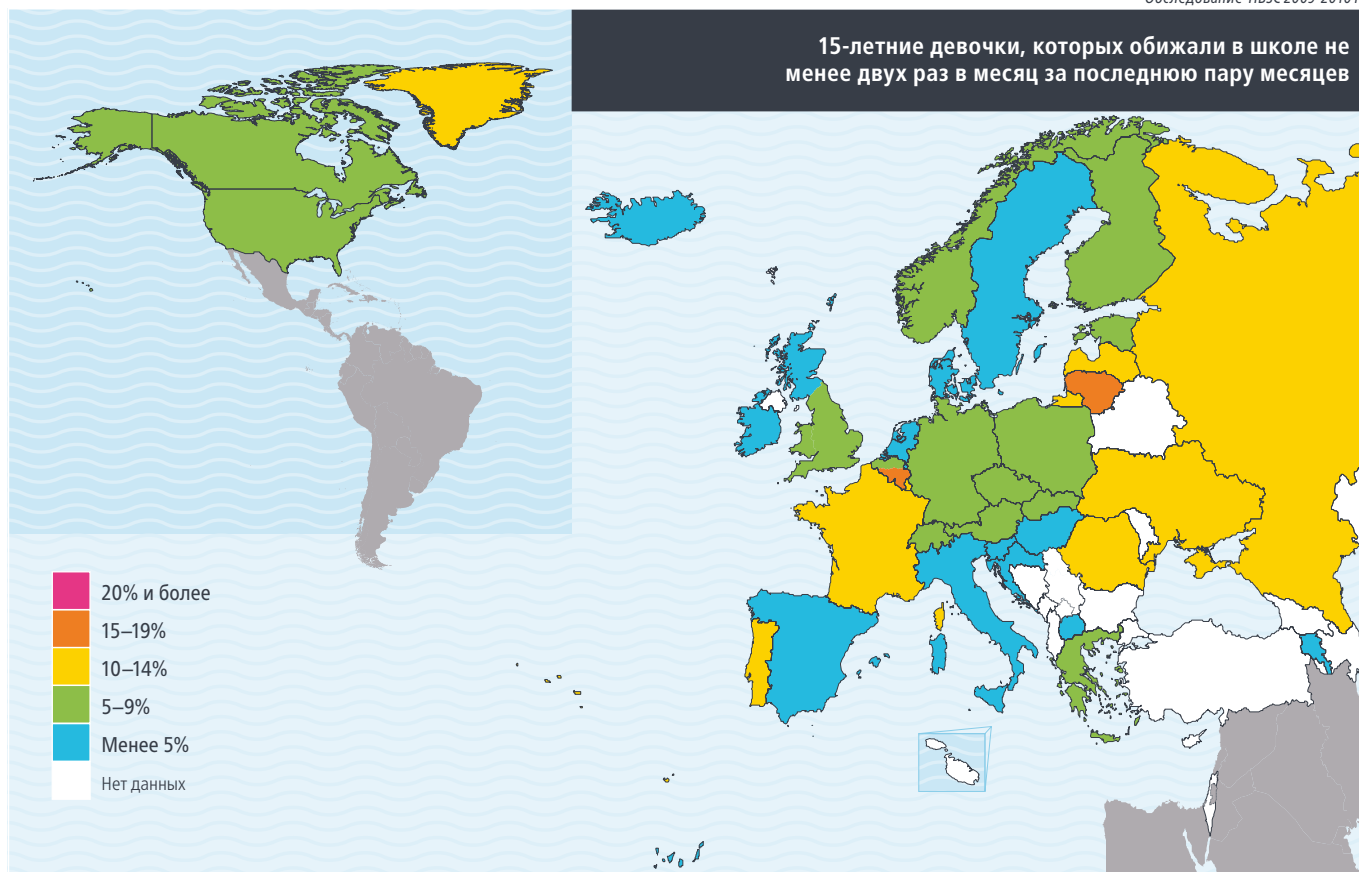 15-летние девочки, которых обижали в школе не
менее двух раз в месяц за последнюю пару месяцев
20% и более
15–19%
10–14%
5–9%
Менее 5%
Нет данных